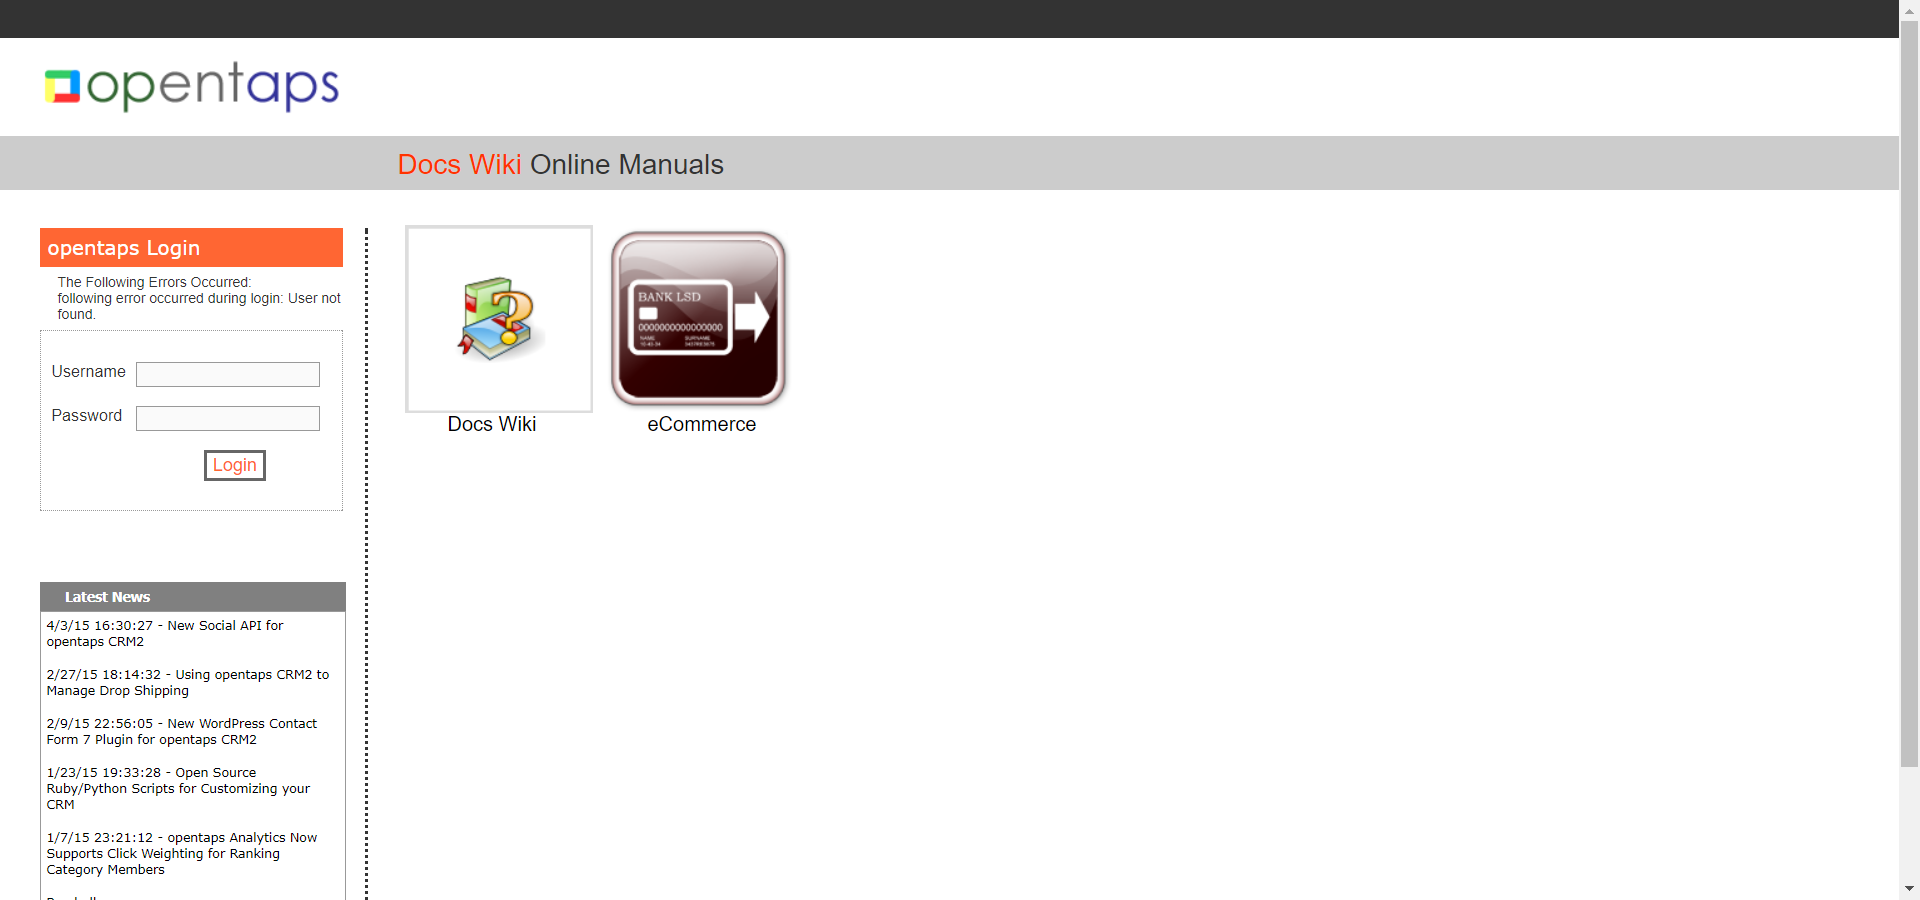 opentaps
Docs Wiki Online Manuals
opentaps Login
The Following Errors Occurred:
following error occurred during login: User not
found.
Username
Password
Login
BANK LSD
0000000000000000
NAME
SURNAME
Docs Wiki
eCommerce
Latest News
4/3/15 16:30:27 - New Social API for
opentaps CRM2
2/27/15 18:14:32 - Using opentaps CRM2 to
Manage Drop Shipping
2/9/15 22:56:05 - New WordPress Contact
Form 7 Plugin for opentaps CRM2
1/23/15 19:33:28 - Open Source
Ruby/Python Scripts for Customizing your
CRM
1/7/15 23:21:12 - opentaps Analytics Now
Supports Click Weighting for Ranking
Category Members